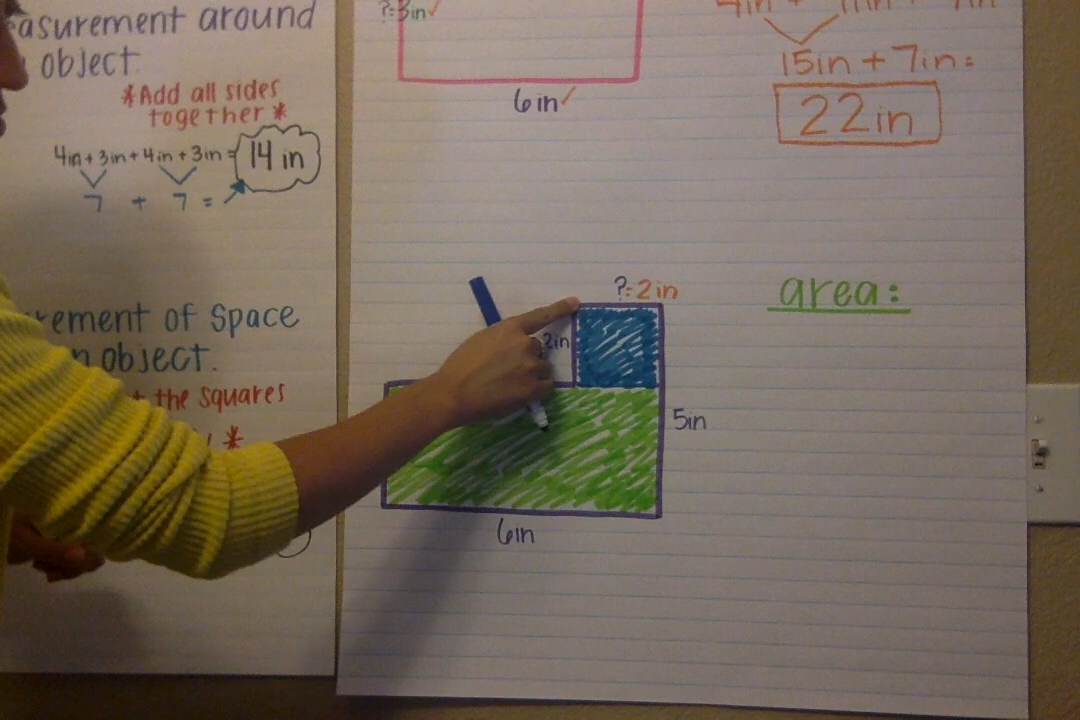 asurement around
object
*Add all sides
together*
4in+3in+4in+3in=
14 in
7 + 7 =
ement of Space
object.
the squares
*
?=3in✓
6in✓
15in+7in=
22in
?=2in
2in
5in
6in
area: